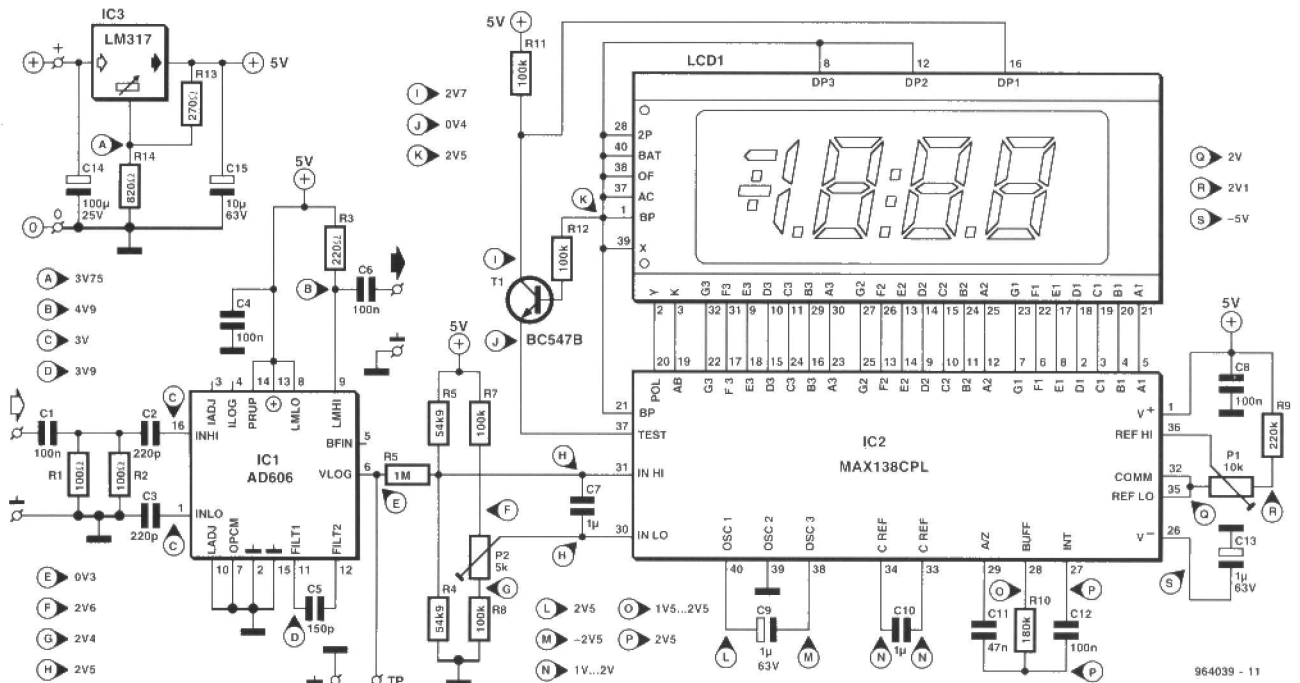 IC3
LM317
5V
R13
270Ω
A
R14
820Ω
C14
100µ
25V
C15
10µ
63V
O
A 3V75
B 4V9
C 3V
D 3V9
5V
R3
220Ω
B
C6
100n
C4
100n
3 4 14 13 8 9
IADJ ILOG PRUP LMLO LMHI
C1
100n
C2
220p
C
16
INHI
BFIN
5
R1
100Ω
R2
100Ω
IC1
AD606
VLOG
6
C3
220p
1
INLO
C
LADJ OPCM FILT1 FILT2
10 7 2 15 11 12
C5
150p
D
E 0V3
F 2V6
G 2V4
H 2V5
TP
R5
1M
E
5V
R5
54k9
R7
100k
F
P2
5k
G
R4
54k9
R8
100k
C7
1µ
H
H
I 2V7
J 0V4
K 2V5
5V
R11
100k
I
T1
J
BC547B
R12
100k
K
LCD1
8 12 16
DP3 DP2 DP1
28 2P
40 BAT
38 OF
37 AC
1 BP
39 X
-18:8.8
Y K G3 F3 E3 D3 C3 B3 A3 G2 F2 E2 D2 C2 B2 A2 G1 F1 E1 D1 C1 B1 A1
2 3 32 31 9 10 11 29 30 27 26 13 14 15 24 25 23 22 17 18 19 20 21
20 19 22 17 18 15 24 16 23 25 13 14 9 10 11 12 7 6 8 2 3 4 5
POL AB G3 F3 E3 D3 C3 B3 A3 G2 F2 E2 D2 C2 B2 A2 G1 F1 E1 D1 C1 B1 A1
21 BP
37 TEST
31 IN HI
30 IN LO
IC2
MAX138CPL
V+ 1
REF HI 36
COMM 32
REF LO 35
V− 26
OSC 1 OSC 2 OSC 3 C REF C REF A/Z BUFF INT
40 39 38 34 33 29 28 27
C9
1µ
63V
L
M
C10
1µ
N
N
C11
47n
O
R10
180k
C12
100n
P
P
L 2V5
M −2V5
N 1V...2V
O 1V5...2V5
P 2V5
Q 2V
R 2V1
S −5V
5V
C8
100n
R9
220k
P1
10k
Q
R
C13
1µ
63V
S
964039 - 11